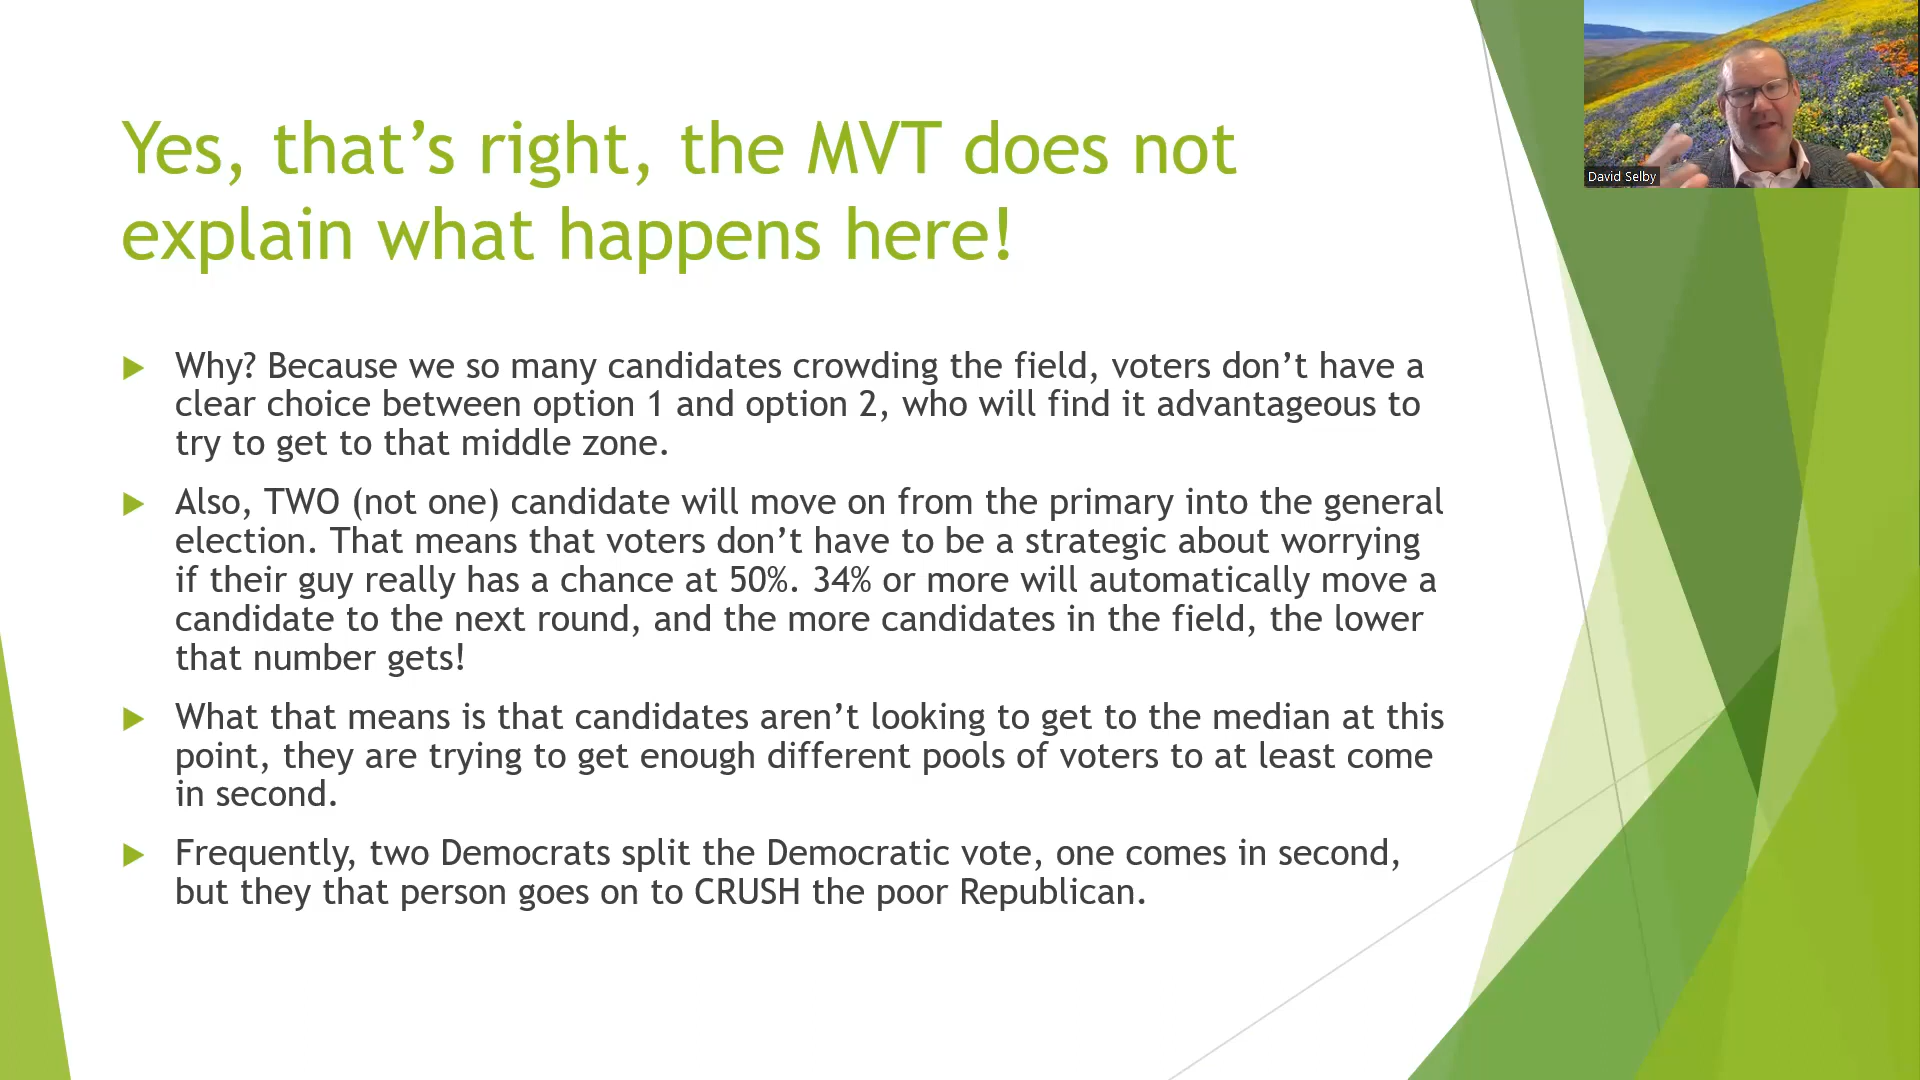 Yes, that’s right, the MVT does not
explain what happens here!
Why? Because we so many candidates crowding the field, voters don’t have a
clear choice between option 1 and option 2, who will find it advantageous to
try to get to that middle zone.
Also, TWO (not one) candidate will move on from the primary into the general
election. That means that voters don’t have to be a strategic about worrying
if their guy really has a chance at 50%. 34% or more will automatically move a
candidate to the next round, and the more candidates in the field, the lower
that number gets!
What that means is that candidates aren’t looking to get to the median at this
point, they are trying to get enough different pools of voters to at least come
in second.
Frequently, two Democrats split the Democratic vote, one comes in second,
but they that person goes on to CRUSH the poor Republican.
David Selby